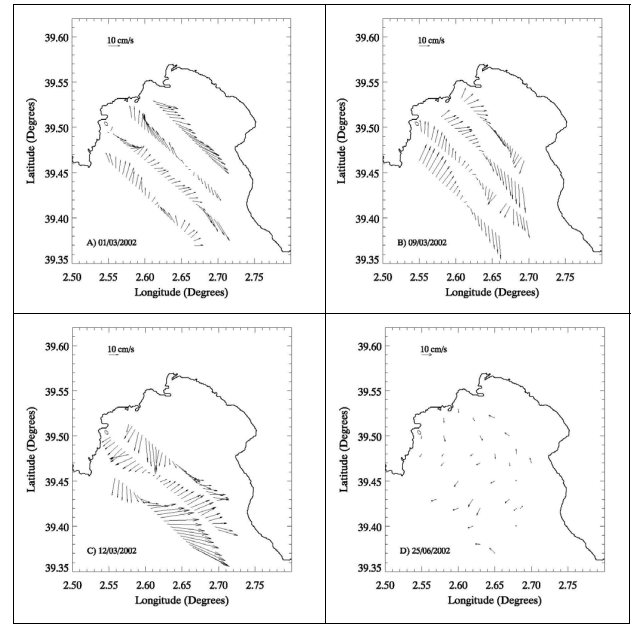 39.60
10 cm/s
39.55
39.50
39.45
39.40
39.35
Latitude (Degrees)
A) 01/03/2002
2.50 2.60 2.65 2.70 2.75
Longitude (Degrees)
39.60
10 cm/s
39.55
39.50
39.45
39.40
39.35
Latitude (Degrees)
B) 09/03/2002
2.50 2.55 2.60 2.65 2.70 2.75
Longitude (Degrees)
39.60
10 cm/s
39.55
39.50
39.45
39.40
39.35
Latitude (Degrees)
C) 12/03/2002
2.50 2.55 2.60 2.65 2.70 2.75
Longitude (Degrees)
39.60
10 cm/s
39.55
39.50
39.45
39.40
39.35
Latitude (Degrees)
D) 25/06/2002
2.50 2.55 2.60 2.65 2.70 2.75
Longitude (Degrees)